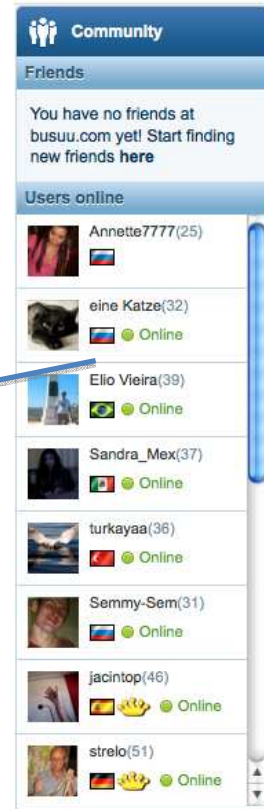 Community
Friends
You have no friends at
busuu.com yet! Start finding
new friends here
Users online
Annette7777(25)
eine Katze(32)
Online
Elio Vieira(39)
Online
Sandra_Mex(37)
Online
turkayaa(36)
Online
Semmy-Sem(31)
Online
jacintop(46)
Online
strelo(51)
Online